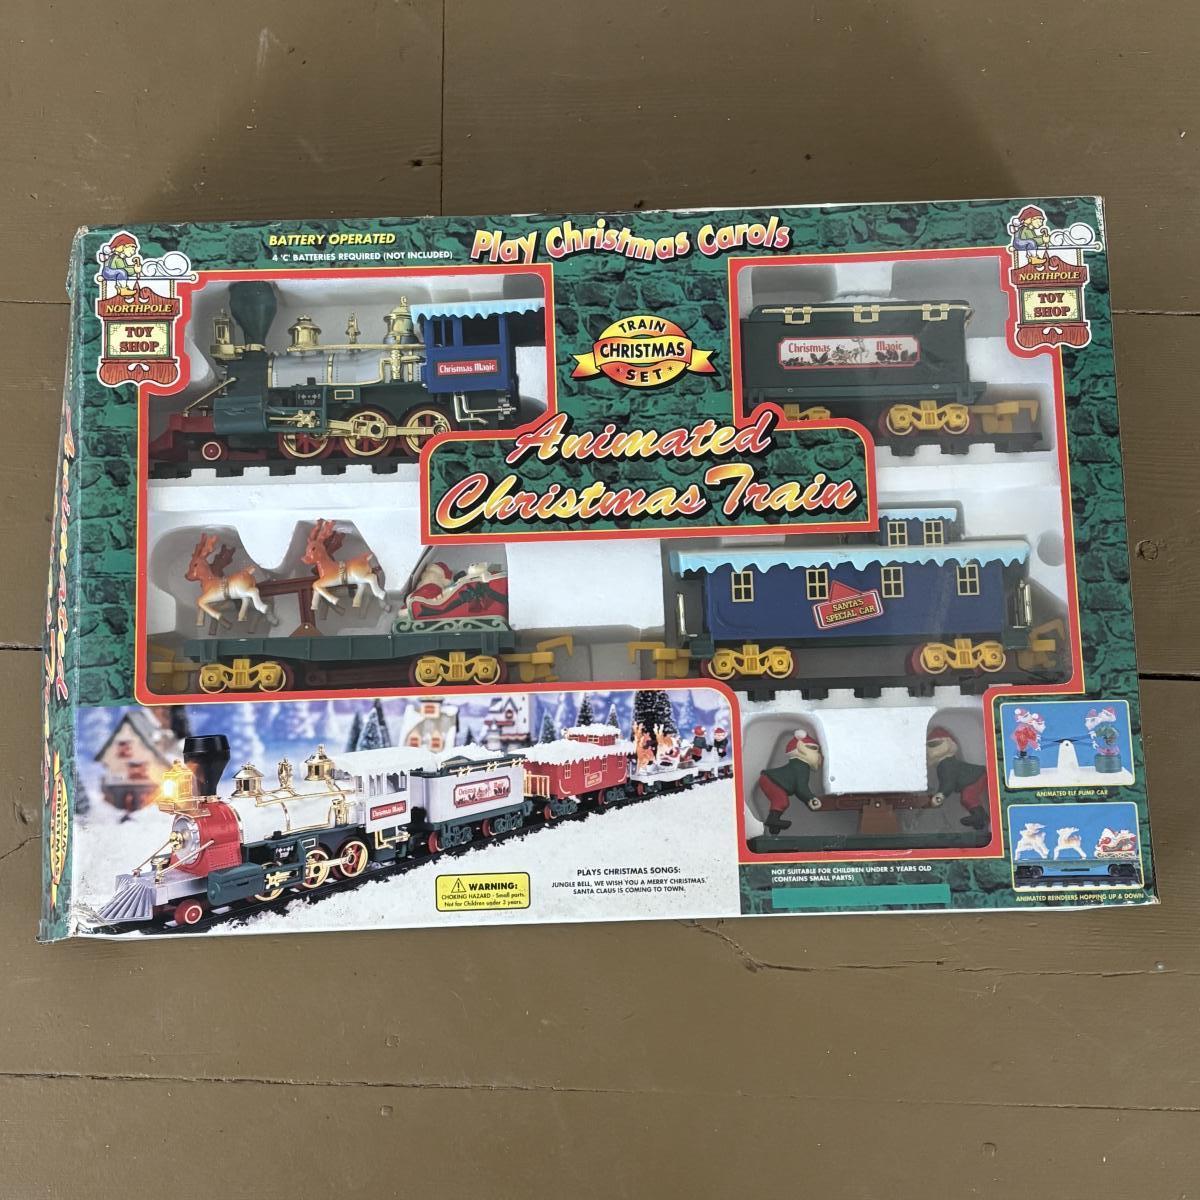 BATTERY OPERATED
4 'C' BATTERIES REQUIRED (NOT INCLUDED)
Play Christmas Carols
NORTHPOLE
TOY
SHOP
NORTHPOLE
TOY
SHOP
TRAIN
CHRISTMAS
SET
Christmas Magic
Christmas Magic
Animated
Christmas Train
SANTA'S
SPECIAL CAR
Christmas Magic
Christmas Magic
WARNING:
CHOKING HAZARD - Small parts.
Not for Children under 3 years.
PLAYS CHRISTMAS SONGS:
JUNGLE BELL, WE WISH YOU A MERRY CHRISTMAS,
SANTA CLAUS IS COMING TO TOWN.
NOT SUITABLE FOR CHILDREN UNDER 5 YEARS OLD
(CONTAINS SMALL PARTS)
ANIMATED ELF PUMP CAR
ANIMATED REINDEERS HOPPING UP & DOWN